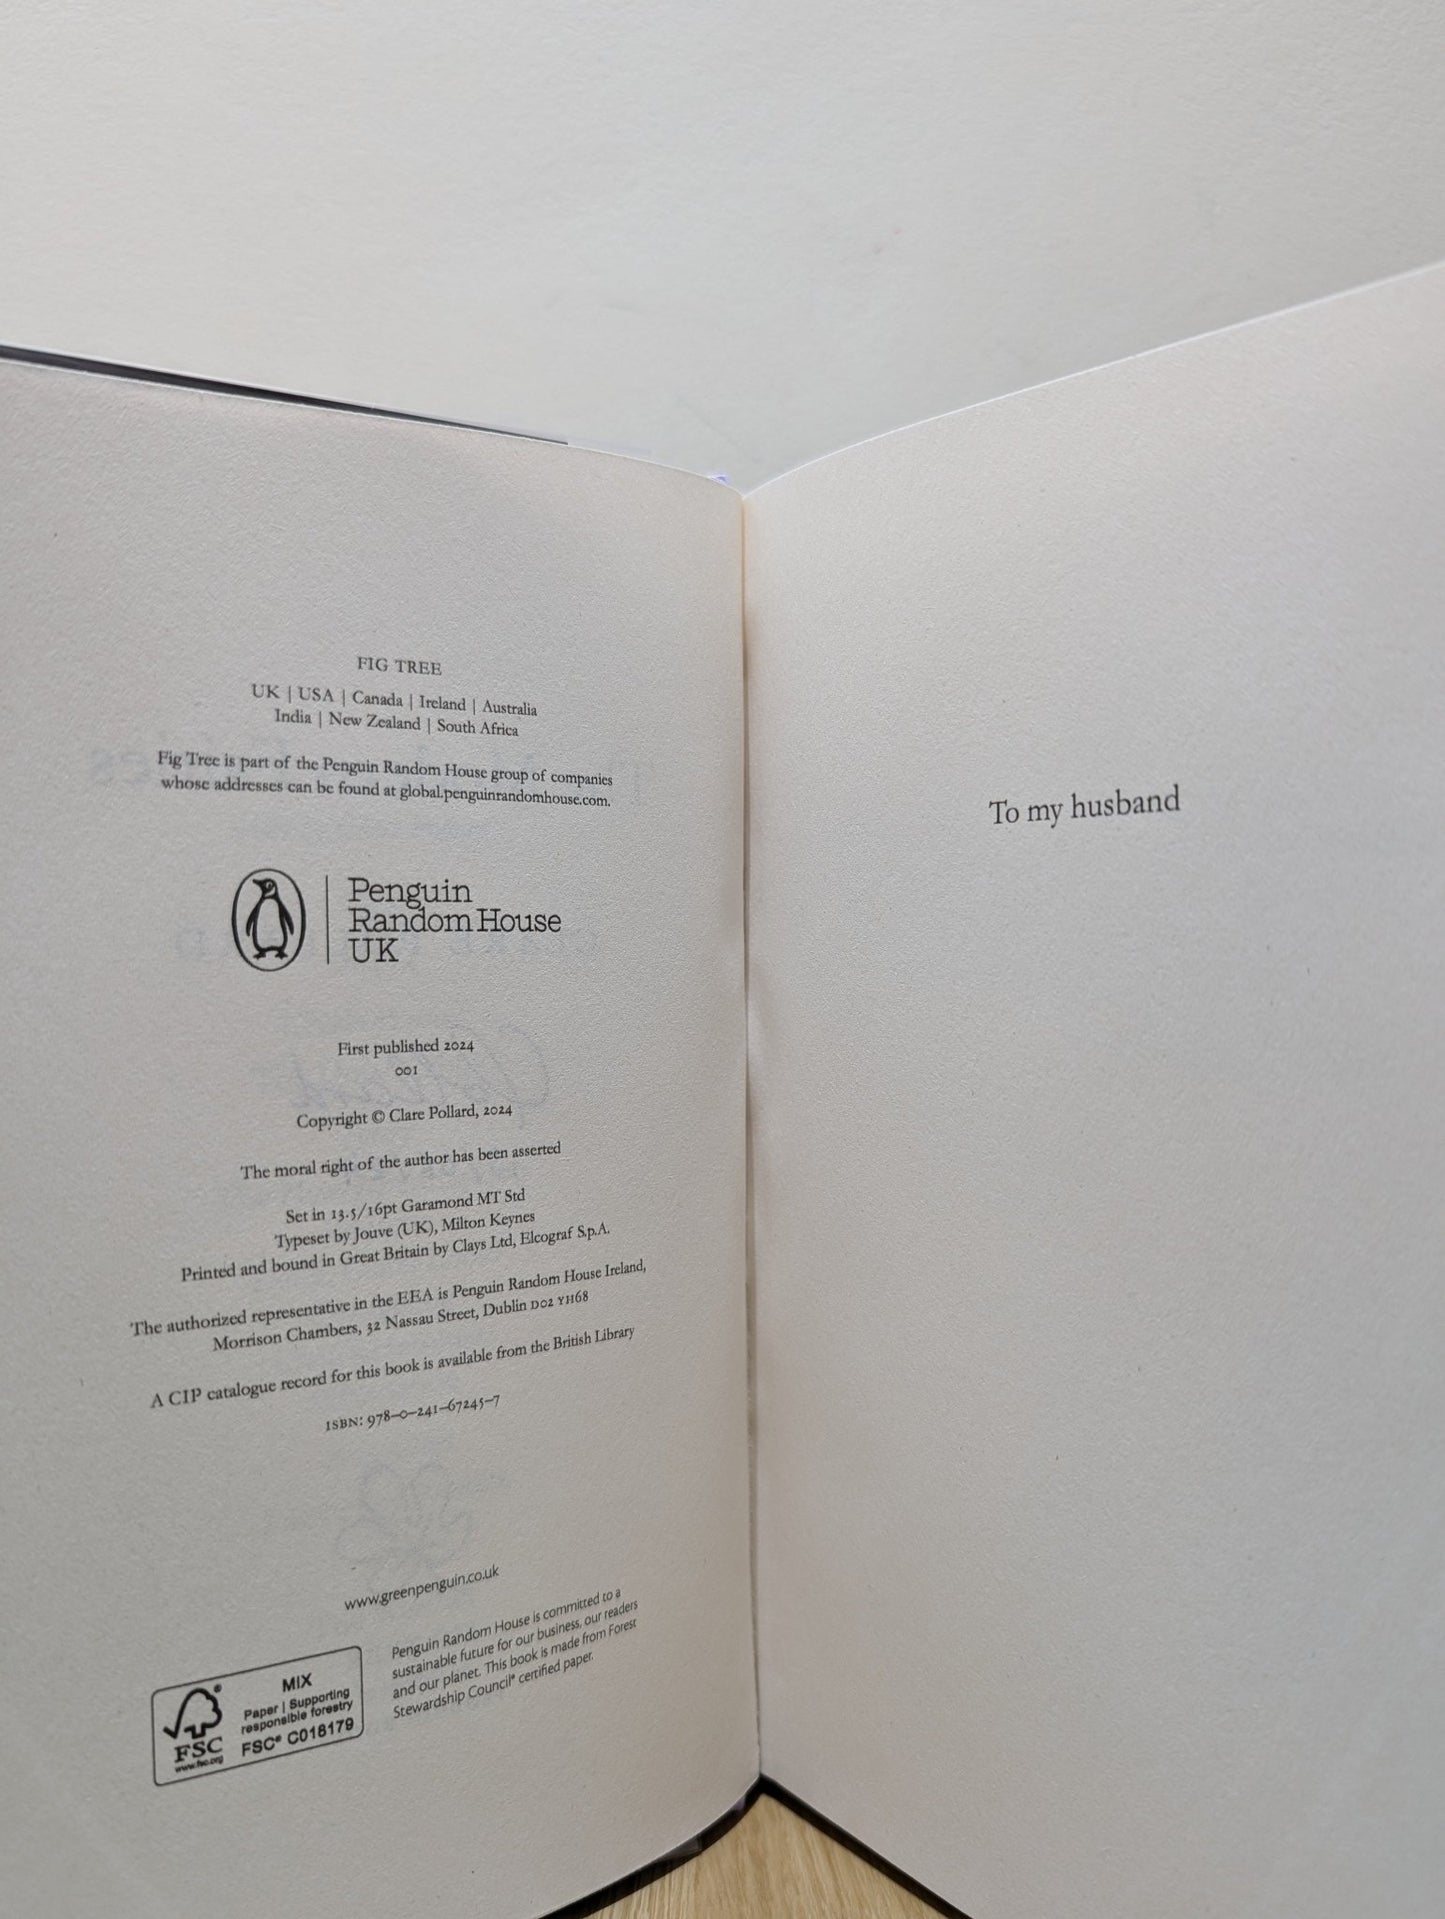 FIG TREE
UK | USA | Canada | Ireland | Australia
India | New Zealand | South Africa
Fig Tree is part of the Penguin Random House group of companies
whose addresses can be found at global.penguinrandomhouse.com.
Penguin
Random House
UK
First published 2024
001
Copyright © Clare Pollard, 2024
The moral right of the author has been asserted
Set in 13.5/16pt Garamond MT Std
Typeset by Jouve (UK), Milton Keynes
Printed and bound in Great Britain by Clays Ltd, Elcograf S.p.A.
The authorized representative in the EEA is Penguin Random House Ireland,
Morrison Chambers, 32 Nassau Street, Dublin D02 YH68
A CIP catalogue record for this book is available from the British Library
ISBN: 978–0–241–67245–7
www.greenpenguin.co.uk
MIX
Paper | Supporting
responsible forestry
FSC® C018179
FSC
www.fsc.org
Penguin Random House is committed to a
sustainable future for our business, our readers
and our planet. This book is made from Forest
Stewardship Council® certified paper.
To my husband